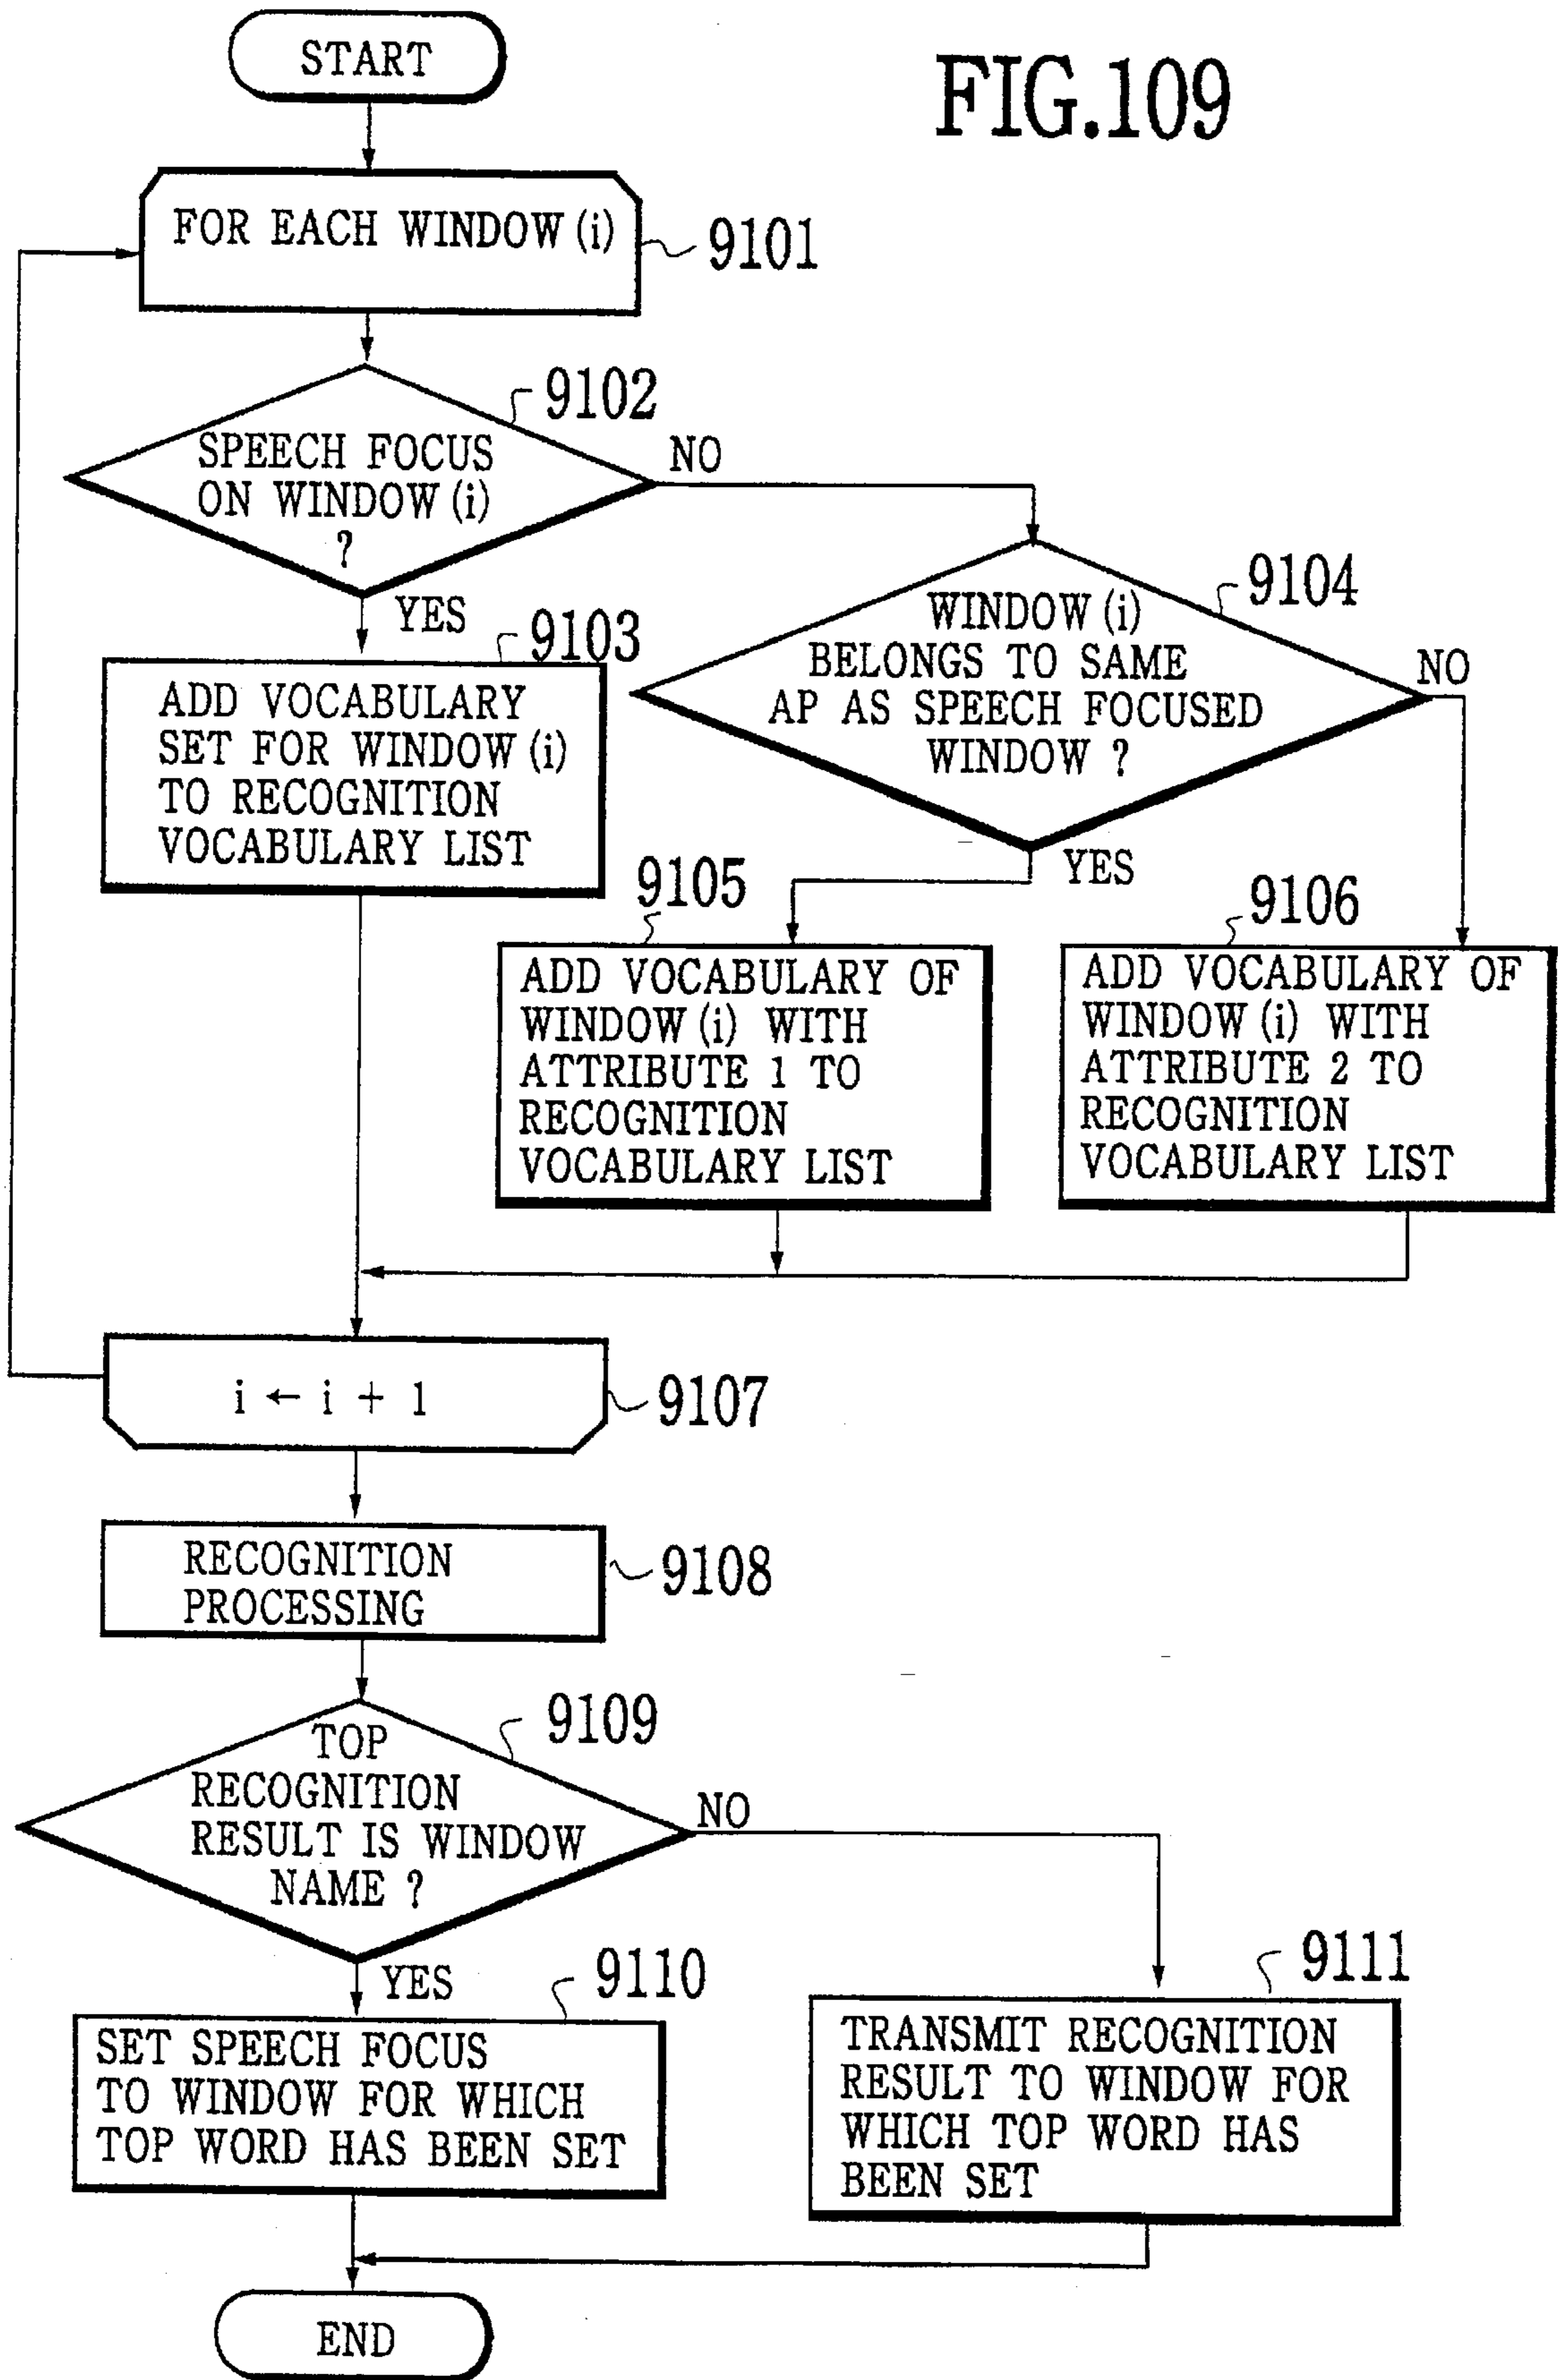 START
FIG.109
FOR EACH WINDOW (i)
9101
9102
SPEECH FOCUS
ON WINDOW (i)
?
NO
YES
9103
ADD VOCABULARY
SET FOR WINDOW (i)
TO RECOGNITION
VOCABULARY LIST
9104
WINDOW (i)
BELONGS TO SAME
AP AS SPEECH FOCUSED
WINDOW ?
NO
YES
9105
ADD VOCABULARY OF
WINDOW (i) WITH
ATTRIBUTE 1 TO
RECOGNITION
VOCABULARY LIST
9106
ADD VOCABULARY OF
WINDOW (i) WITH
ATTRIBUTE 2 TO
RECOGNITION
VOCABULARY LIST
i ← i + 1
9107
RECOGNITION
PROCESSING
9108
9109
TOP
RECOGNITION
RESULT IS WINDOW
NAME ?
NO
YES
9110
SET SPEECH FOCUS
TO WINDOW FOR WHICH
TOP WORD HAS BEEN SET
9111
TRANSMIT RECOGNITION
RESULT TO WINDOW FOR
WHICH TOP WORD HAS
BEEN SET
END